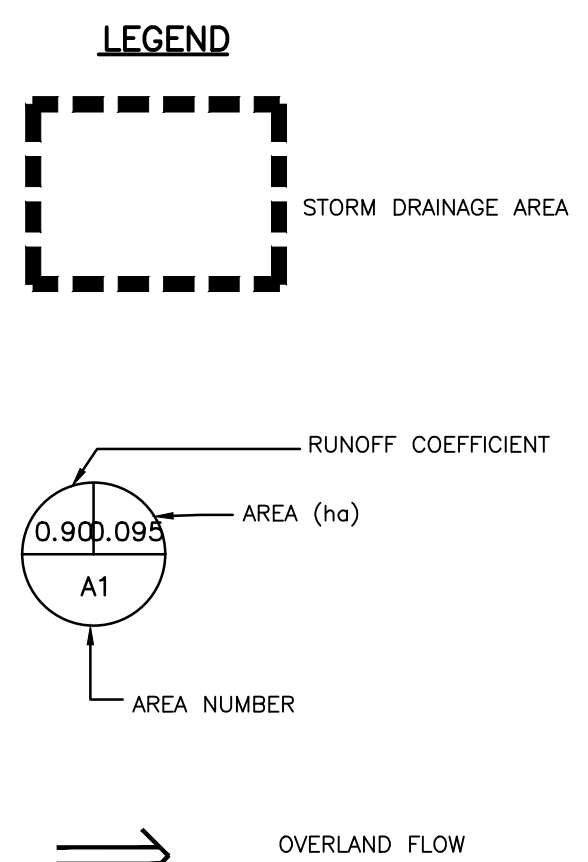 LEGEND
STORM DRAINAGE AREA
RUNOFF COEFFICIENT
AREA (ha)
0.90 0.095
A1
AREA NUMBER
OVERLAND FLOW